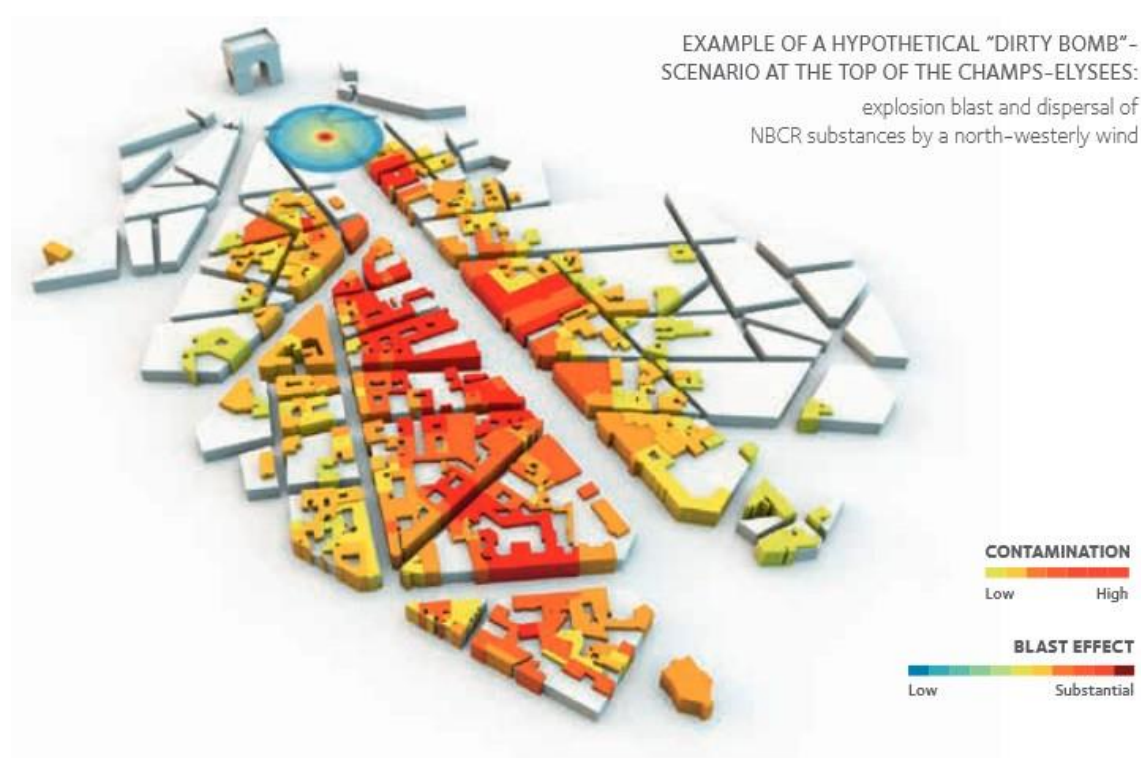 EXAMPLE OF A HYPOTHETICAL “DIRTY BOMB”-
SCENARIO AT THE TOP OF THE CHAMPS-ELYSEES:
explosion blast and dispersal of
NBCR substances by a north-westerly wind
CONTAMINATION
Low High
BLAST EFFECT
Low Substantial